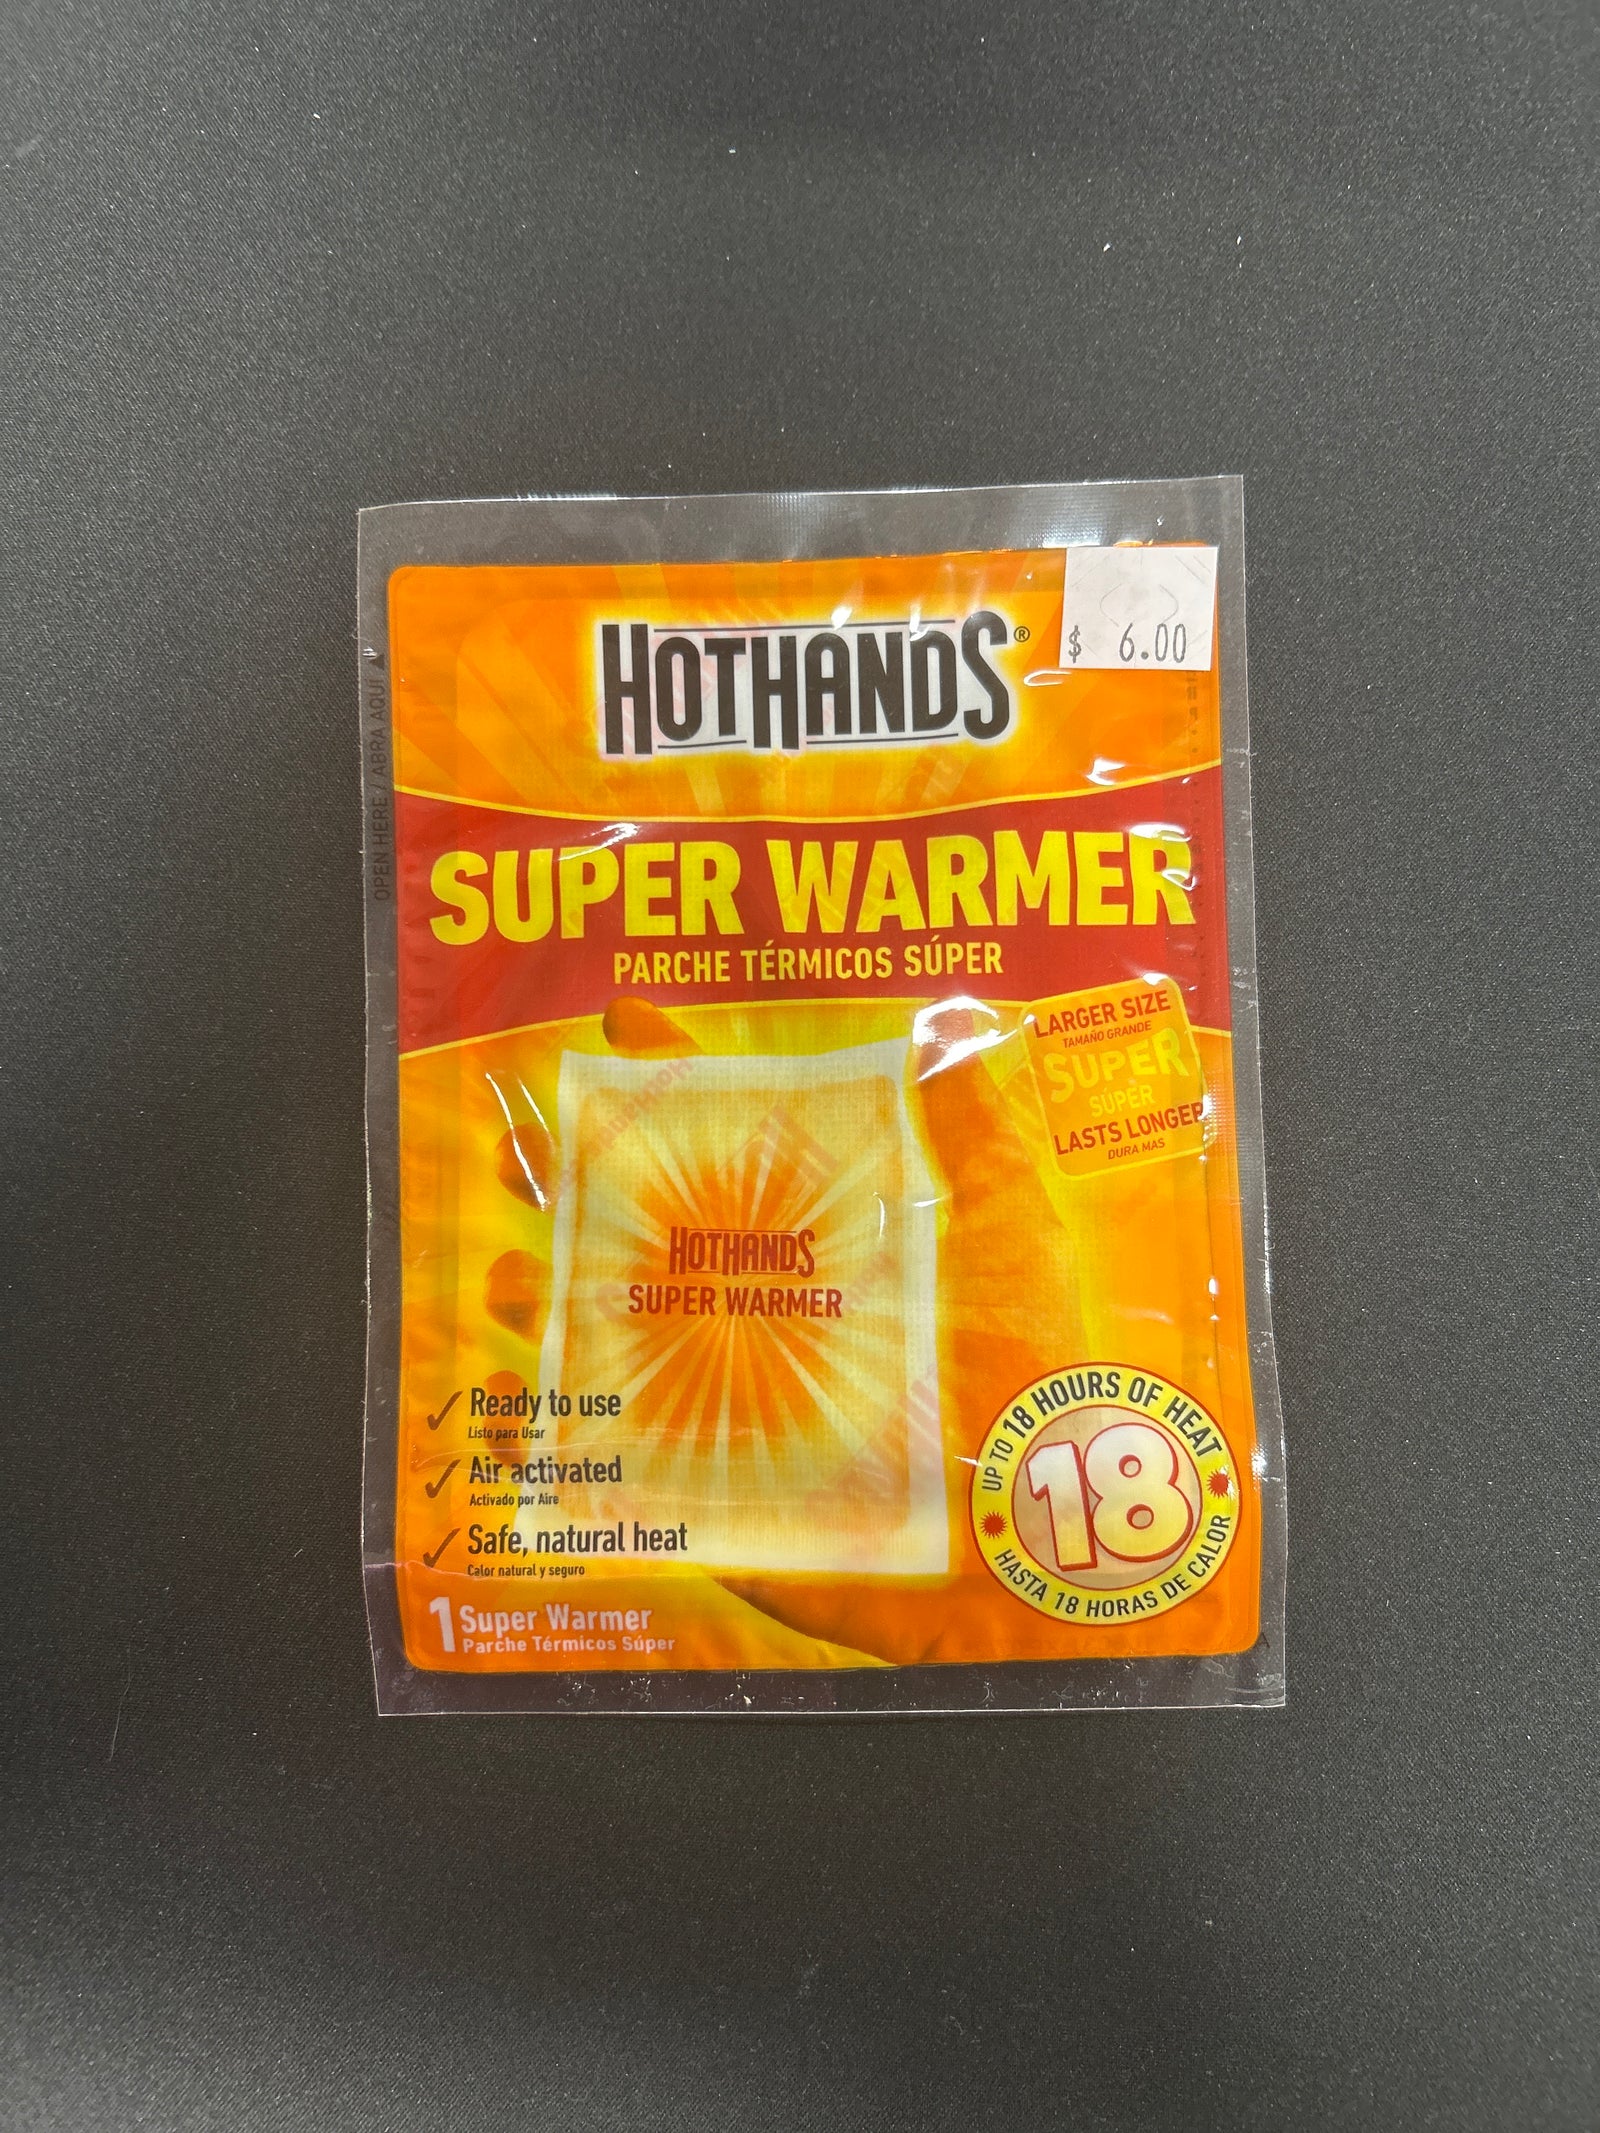 $ 6.00
HOTHANDS®
OPEN HERE / ABRA AQUI
SUPER WARMER
PARCHE TÉRMICOS SÚPER
LARGER SIZE
TAMAÑO GRANDE
SUPER
SÚPER
LASTS LONGER
DURA MAS
HOTHANDS
SUPER WARMER
✓ Ready to use
Listo para Usar
✓ Air activated
Activado por Aire
✓ Safe, natural heat
Calor natural y seguro
UP TO 18 HOURS OF HEAT
18
HASTA 18 HORAS DE CALOR
1 Super Warmer
Parche Térmicos Súper